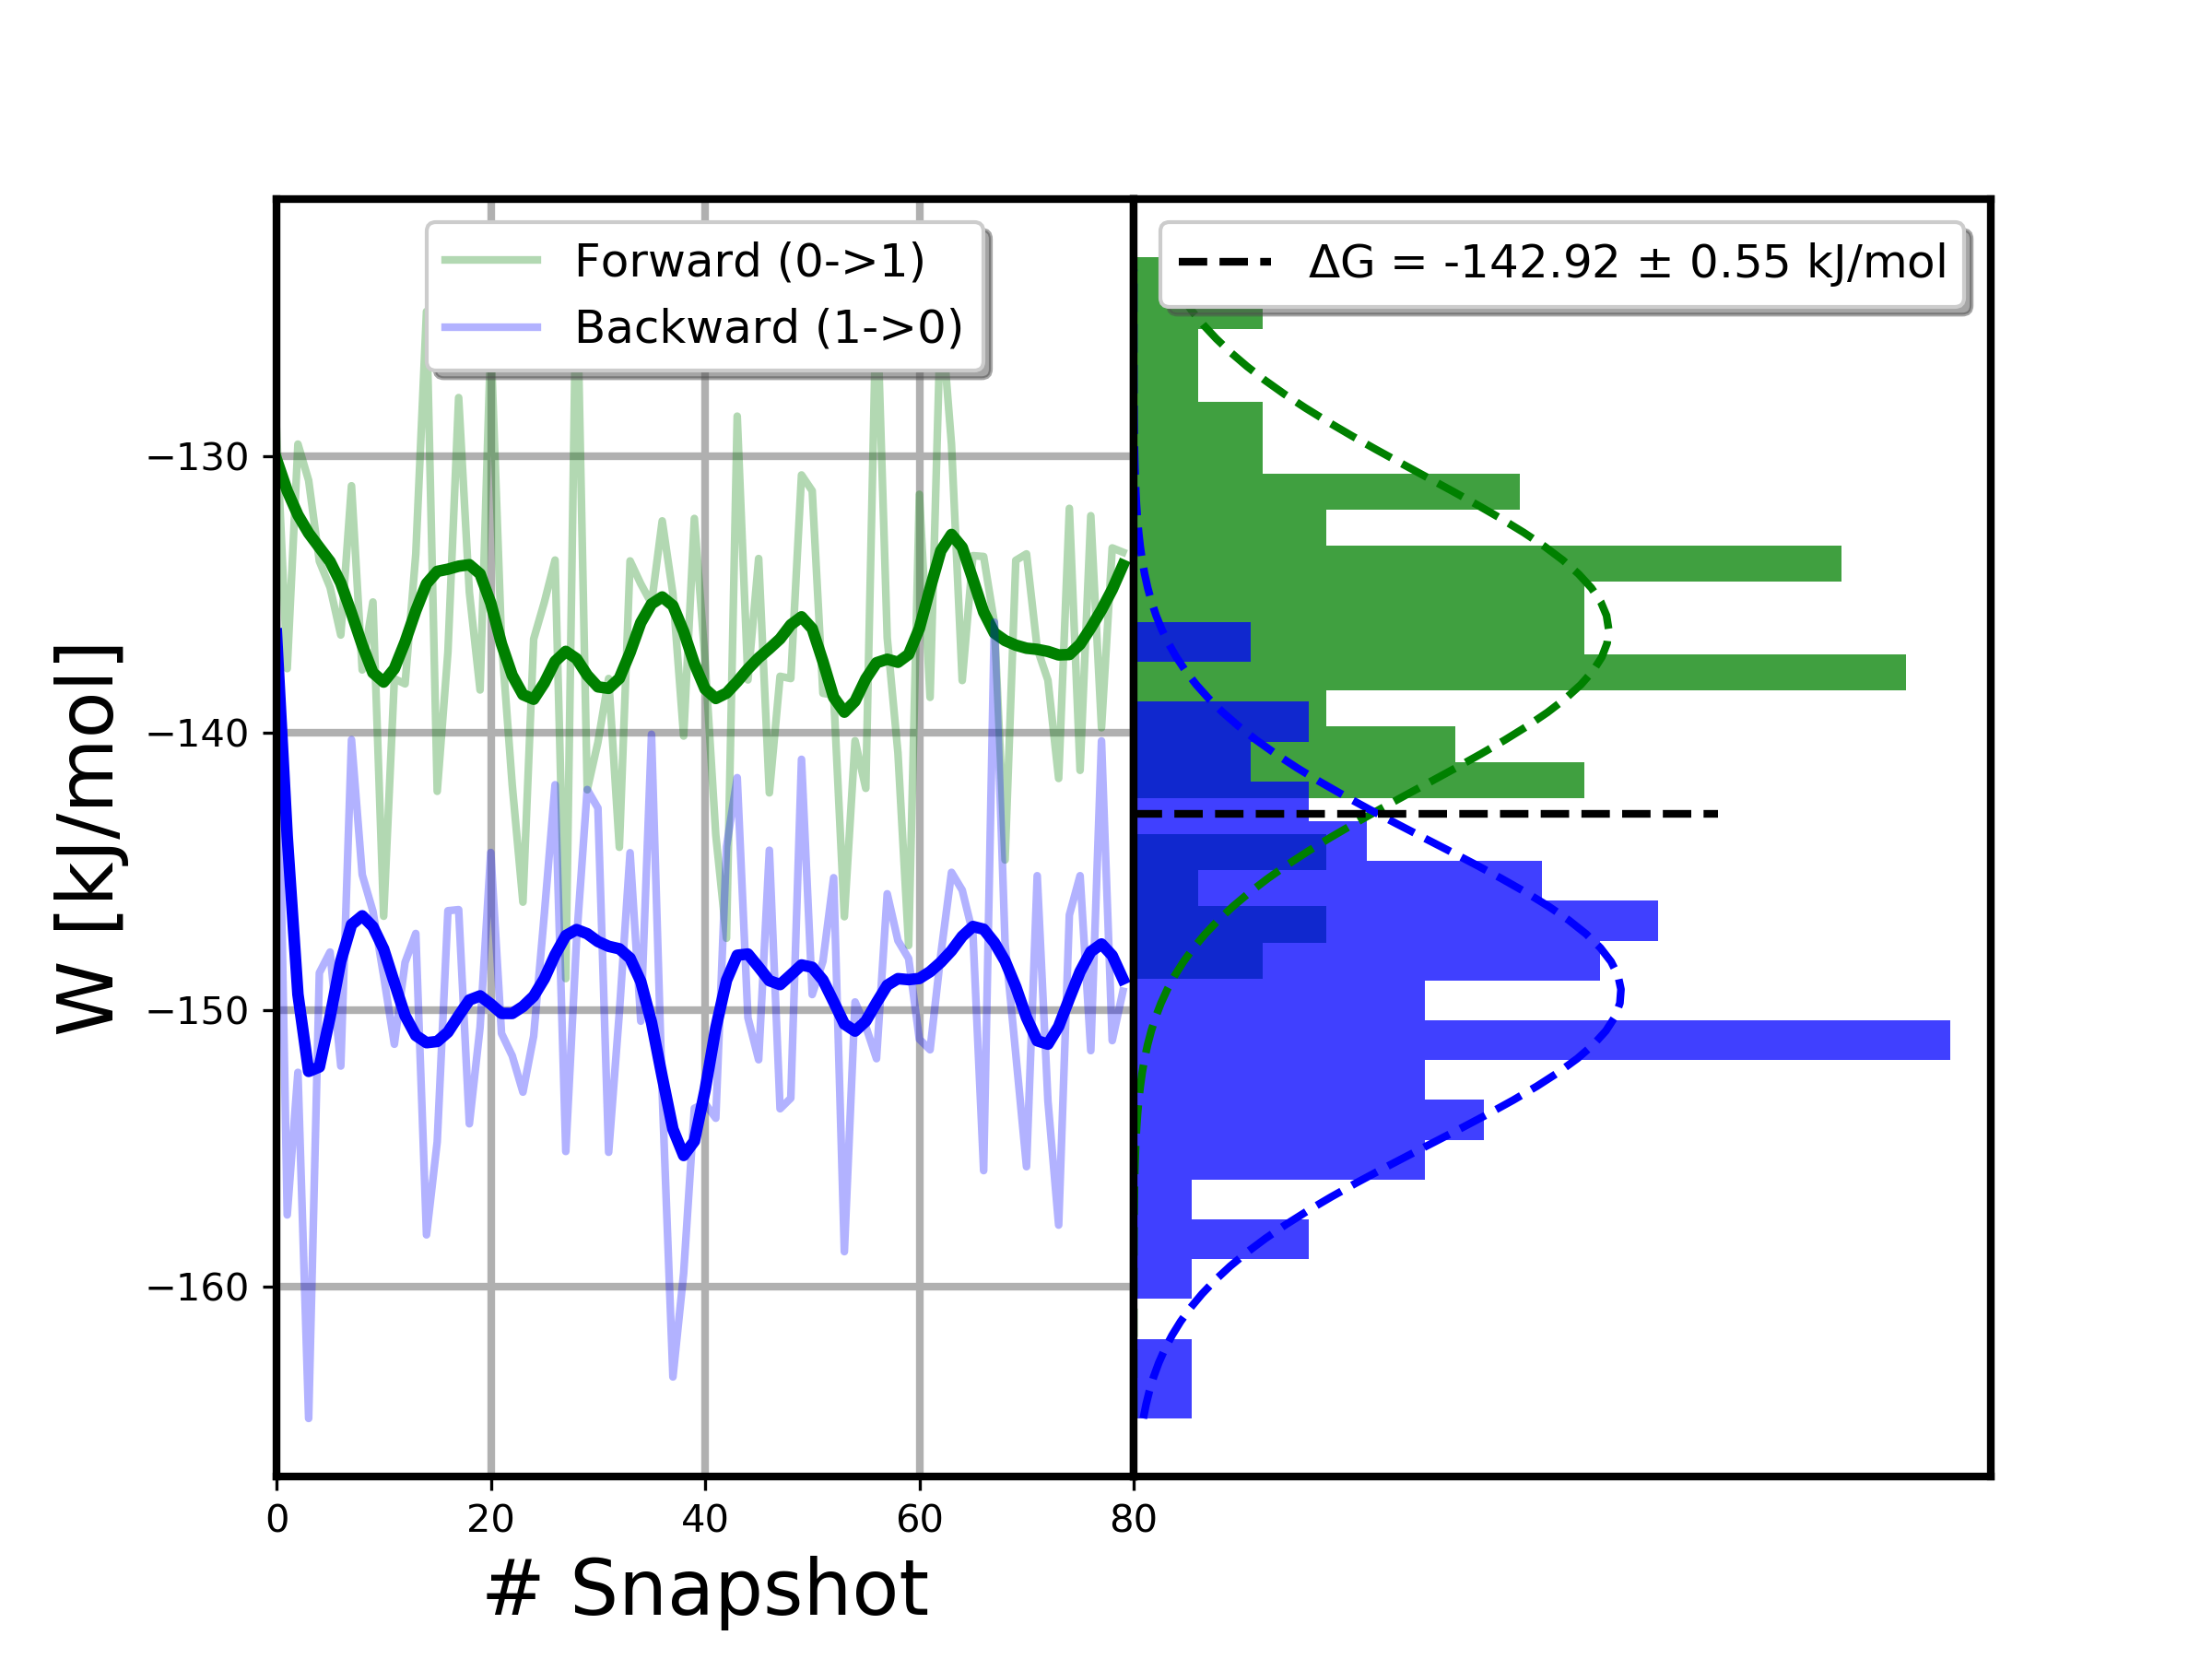 Forward (0->1)
Backward (1->0)
ΔG = -142.92 ± 0.55 kJ/mol
W [kJ/mol]
−130
−140
−150
−160
0 20 40 60 80
# Snapshot